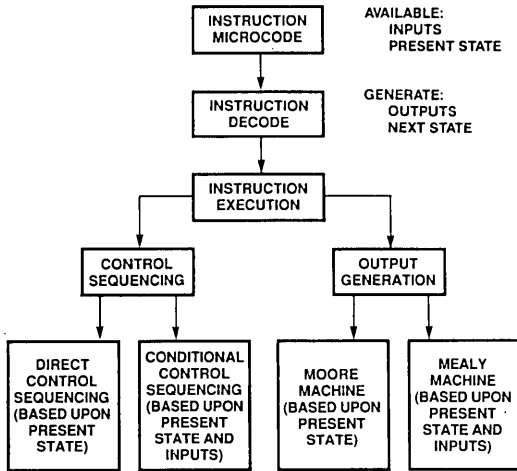 INSTRUCTION
MICROCODE
AVAILABLE:
INPUTS
PRESENT STATE
INSTRUCTION
DECODE
GENERATE:
OUTPUTS
NEXT STATE
INSTRUCTION
EXECUTION
CONTROL
SEQUENCING
OUTPUT
GENERATION
DIRECT
CONTROL
SEQUENCING
(BASED UPON
PRESENT
STATE)
CONDITIONAL
CONTROL
SEQUENCING
(BASED UPON
PRESENT
STATE AND
INPUTS)
MOORE
MACHINE
(BASED UPON
PRESENT
STATE)
MEALY
MACHINE
(BASED UPON
PRESENT
STATE AND
INPUTS)